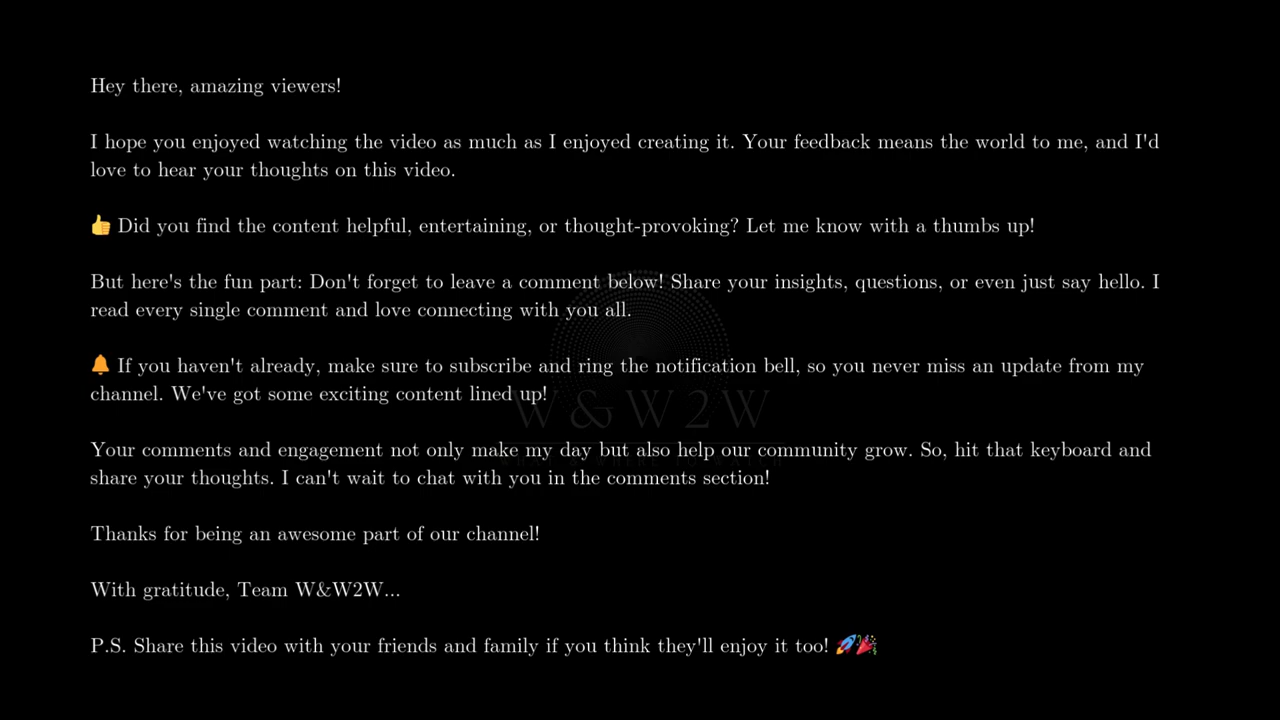 Hey there, amazing viewers!
I hope you enjoyed watching the video as much as I enjoyed creating it. Your feedback means the world to me, and I'd
love to hear your thoughts on this video.
👍 Did you find the content helpful, entertaining, or thought-provoking? Let me know with a thumbs up!
But here's the fun part: Don't forget to leave a comment below! Share your insights, questions, or even just say hello. I
read every single comment and love connecting with you all.
🔔 If you haven't already, make sure to subscribe and ring the notification bell, so you never miss an update from my
channel. We've got some exciting content lined up!
W&W2W
Your comments and engagement not only make my day but also help our community grow. So, hit that keyboard and
share your thoughts. I can't wait to chat with you in the comments section!
Thanks for being an awesome part of our channel!
With gratitude, Team W&W2W...
P.S. Share this video with your friends and family if you think they'll enjoy it too! 🚀🎉